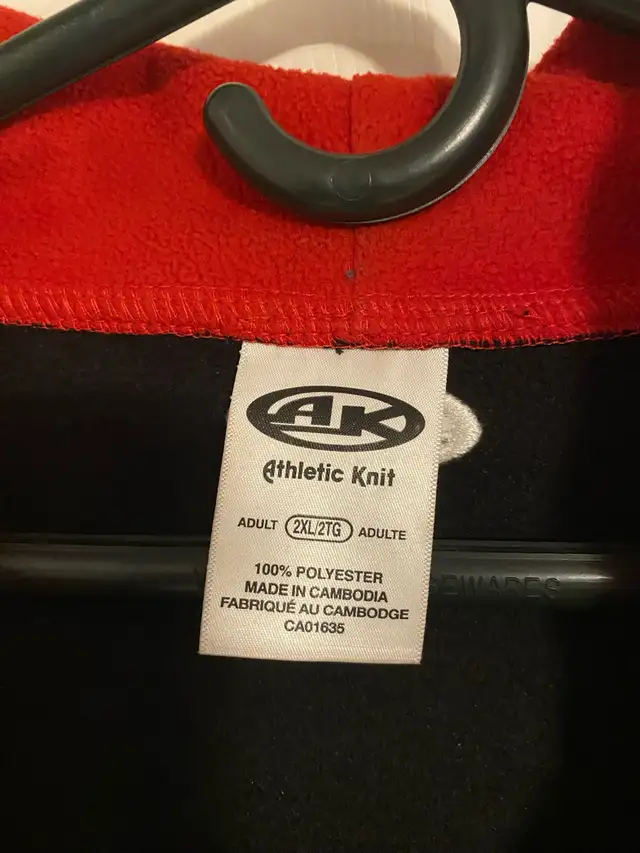 AK
Athletic Knit
ADULT 2XL/2TG ADULTE
100% POLYESTER
MADE IN CAMBODIA
FABRIQUÉ AU CAMBODGE
CA01635